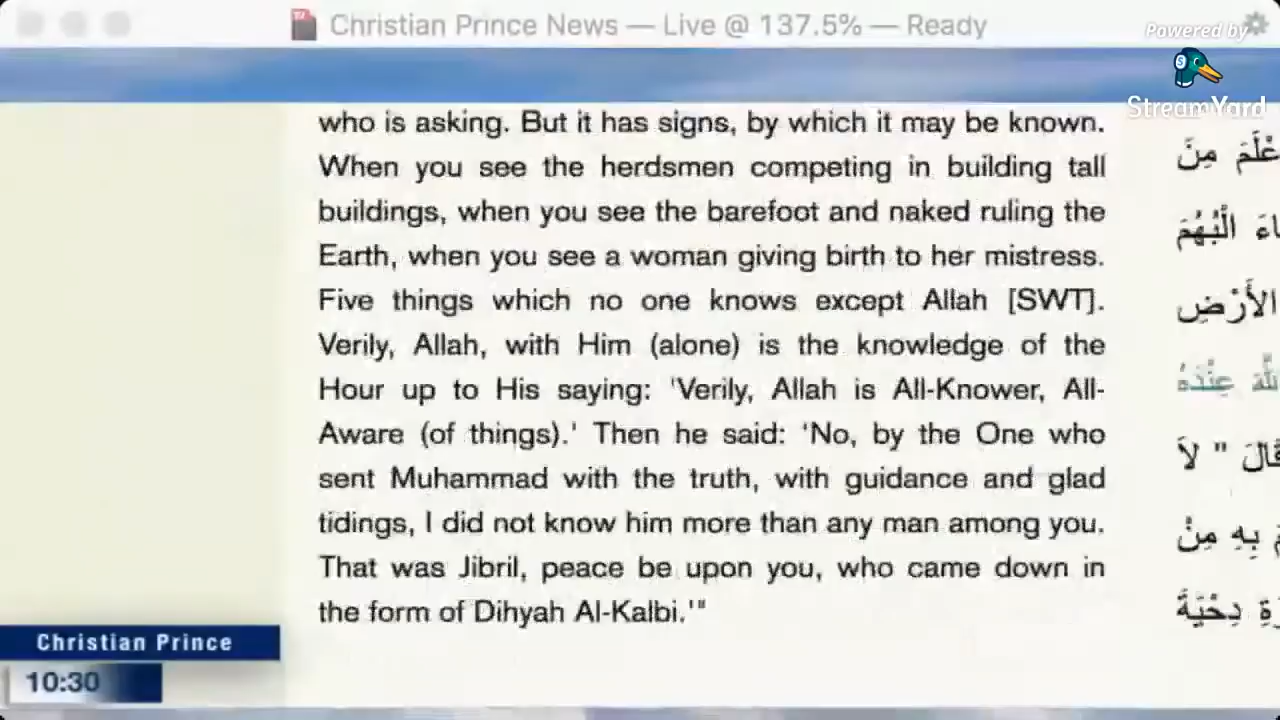 Christian Prince News — Live @ 137.5% — Ready
Powered by
StreamYard
who is asking. But it has signs, by which it may be known.
When you see the herdsmen competing in building tall
buildings, when you see the barefoot and naked ruling the
Earth, when you see a woman giving birth to her mistress.
Five things which no one knows except Allah [SWT].
Verily, Allah, with Him (alone) is the knowledge of the
Hour up to His saying: 'Verily, Allah is All-Knower, All-
Aware (of things).' Then he said: 'No, by the One who
sent Muhammad with the truth, with guidance and glad
tidings, I did not know him more than any man among you.
That was Jibril, peace be upon you, who came down in
the form of Dihyah Al-Kalbi.'"
مِنَ
الْبُهُمَ
الأَرْضِ
عِنْدَهُ
قَالَ " لاَ
بِهِ مِنْ
دِحْيَةَ
Christian Prince
10:30